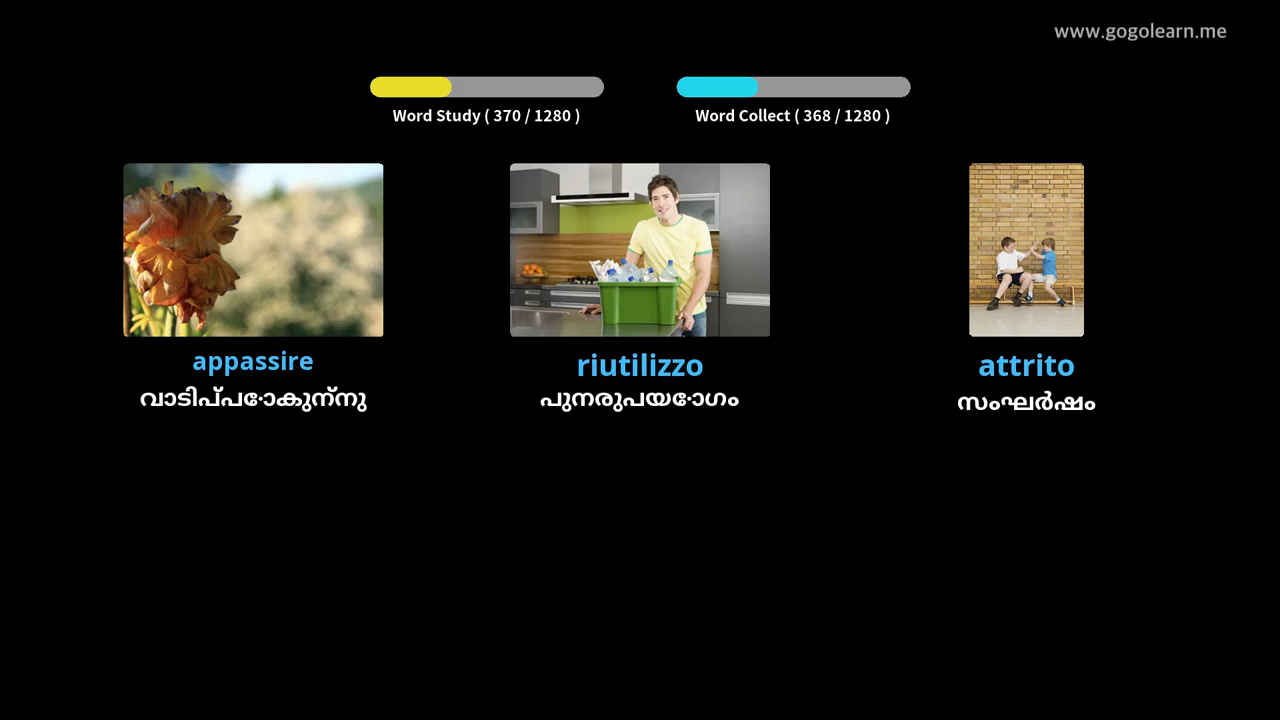 www.gogolearn.me
Word Study ( 370 / 1280 )
Word Collect ( 368 / 1280 )
appassire
വാടിപ്പോകുന്നു
riutilizzo
പുനരുപയോഗം
attrito
സംഘർഷം